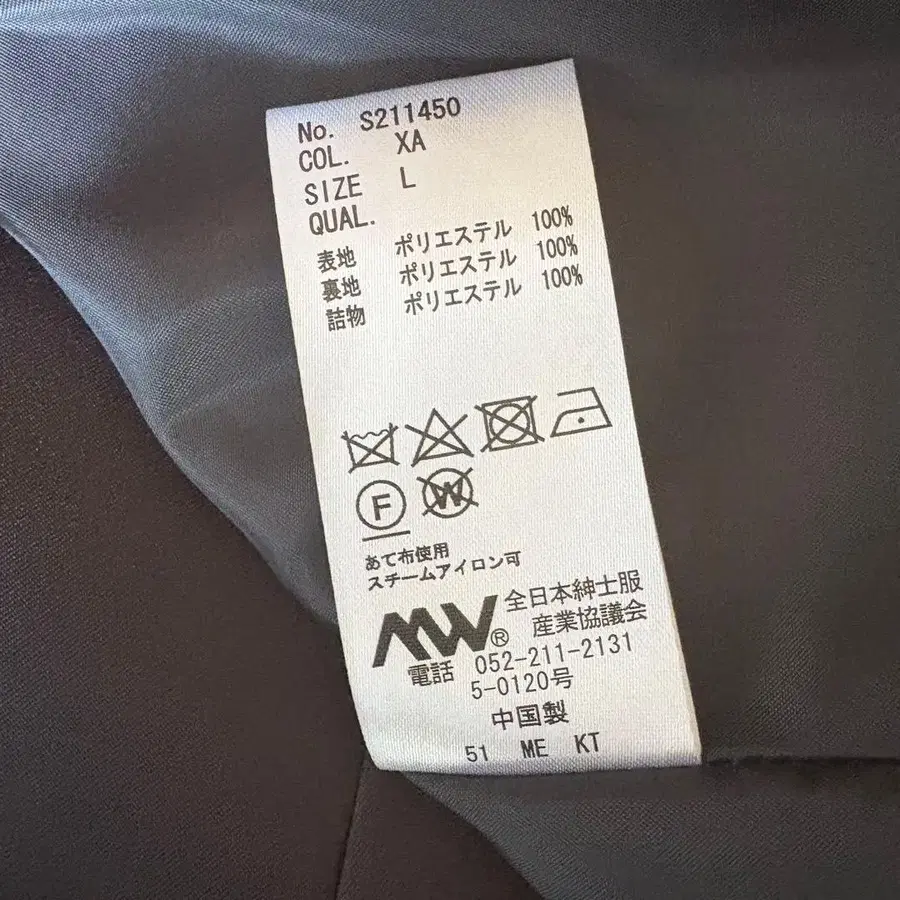 No. S211450
COL. XA
SIZE L
QUAL.
表地 ポリエステル 100%
裏地 ポリエステル 100%
詰物 ポリエステル 100%
F W
あて布使用
スチームアイロン可
MW® 全日本紳士服
産業協議会
電話 052-211-2131
5-0120号
中国製
51 ME KT